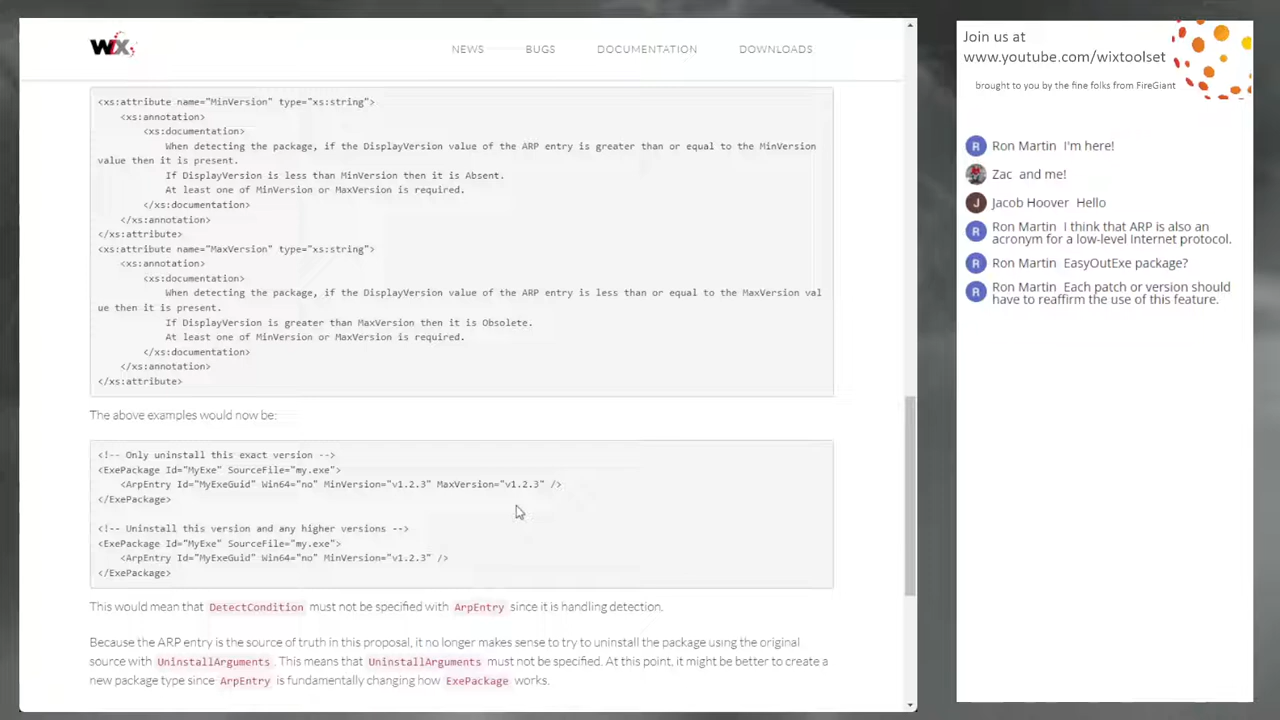 WiX
NEWS BUGS DOCUMENTATION DOWNLOADS
<xs:attribute name="MinVersion" type="xs:string">
<xs:annotation>
<xs:documentation>
When detecting the package, if the DisplayVersion value of the ARP entry is greater than or equal to the MinVersion
value then it is present.
If DisplayVersion is less than MinVersion then it is Absent.
At least one of MinVersion or MaxVersion is required.
</xs:documentation>
</xs:annotation>
</xs:attribute>
<xs:attribute name="MaxVersion" type="xs:string">
<xs:annotation>
<xs:documentation>
When detecting the package, if the DisplayVersion value of the ARP entry is less than or equal to the MaxVersion val
ue then it is present.
If DisplayVersion is greater than MaxVersion then it is Obsolete.
At least one of MinVersion or MaxVersion is required.
</xs:documentation>
</xs:annotation>
</xs:attribute>
The above examples would now be:
<!-- Only uninstall this exact version -->
<ExePackage Id="MyExe" SourceFile="my.exe">
<ArpEntry Id="MyExeGuid" Win64="no" MinVersion="v1.2.3" MaxVersion="v1.2.3" />
</ExePackage>
<!-- Uninstall this version and any higher versions -->
<ExePackage Id="MyExe" SourceFile="my.exe">
<ArpEntry Id="MyExeGuid" Win64="no" MinVersion="v1.2.3" />
</ExePackage>
This would mean that DetectCondition must not be specified with ArpEntry since it is handling detection.
Because the ARP entry is the source of truth in this proposal, it no longer makes sense to try to uninstall the package using the original
source with UninstallArguments. This means that UninstallArguments must not be specified. At this point, it might be better to create a
new package type since ArpEntry is fundamentally changing how ExePackage works.
Join us at
www.youtube.com/wixtoolset
brought to you by the fine folks from FireGiant
R Ron Martin I'm here!
Zac and me!
J Jacob Hoover Hello
R Ron Martin I think that ARP is also an
acronym for a low-level Internet protocol.
R Ron Martin EasyOutExe package?
R Ron Martin Each patch or version should
have to reaffirm the use of this feature.